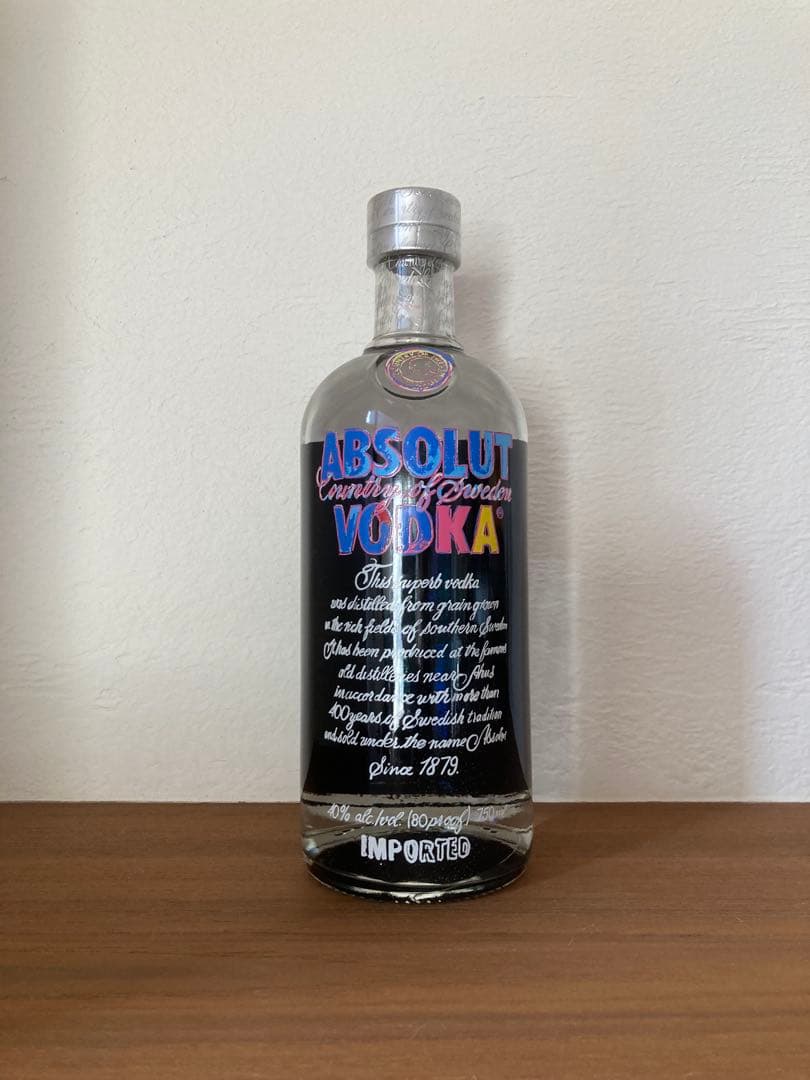 ABSOLUT
Country of Sweden
VODKA®
This superb vodka
was distilled from grain grown
in the rich fields of southern Sweden
It has been produced at the famous
old distilleries near Åhus
in accordance with more than
400 years of Swedish tradition
and sold under the name Absolut
Since 1879.
40% alc./vol. (80 proof) 750 ml
IMPORTED